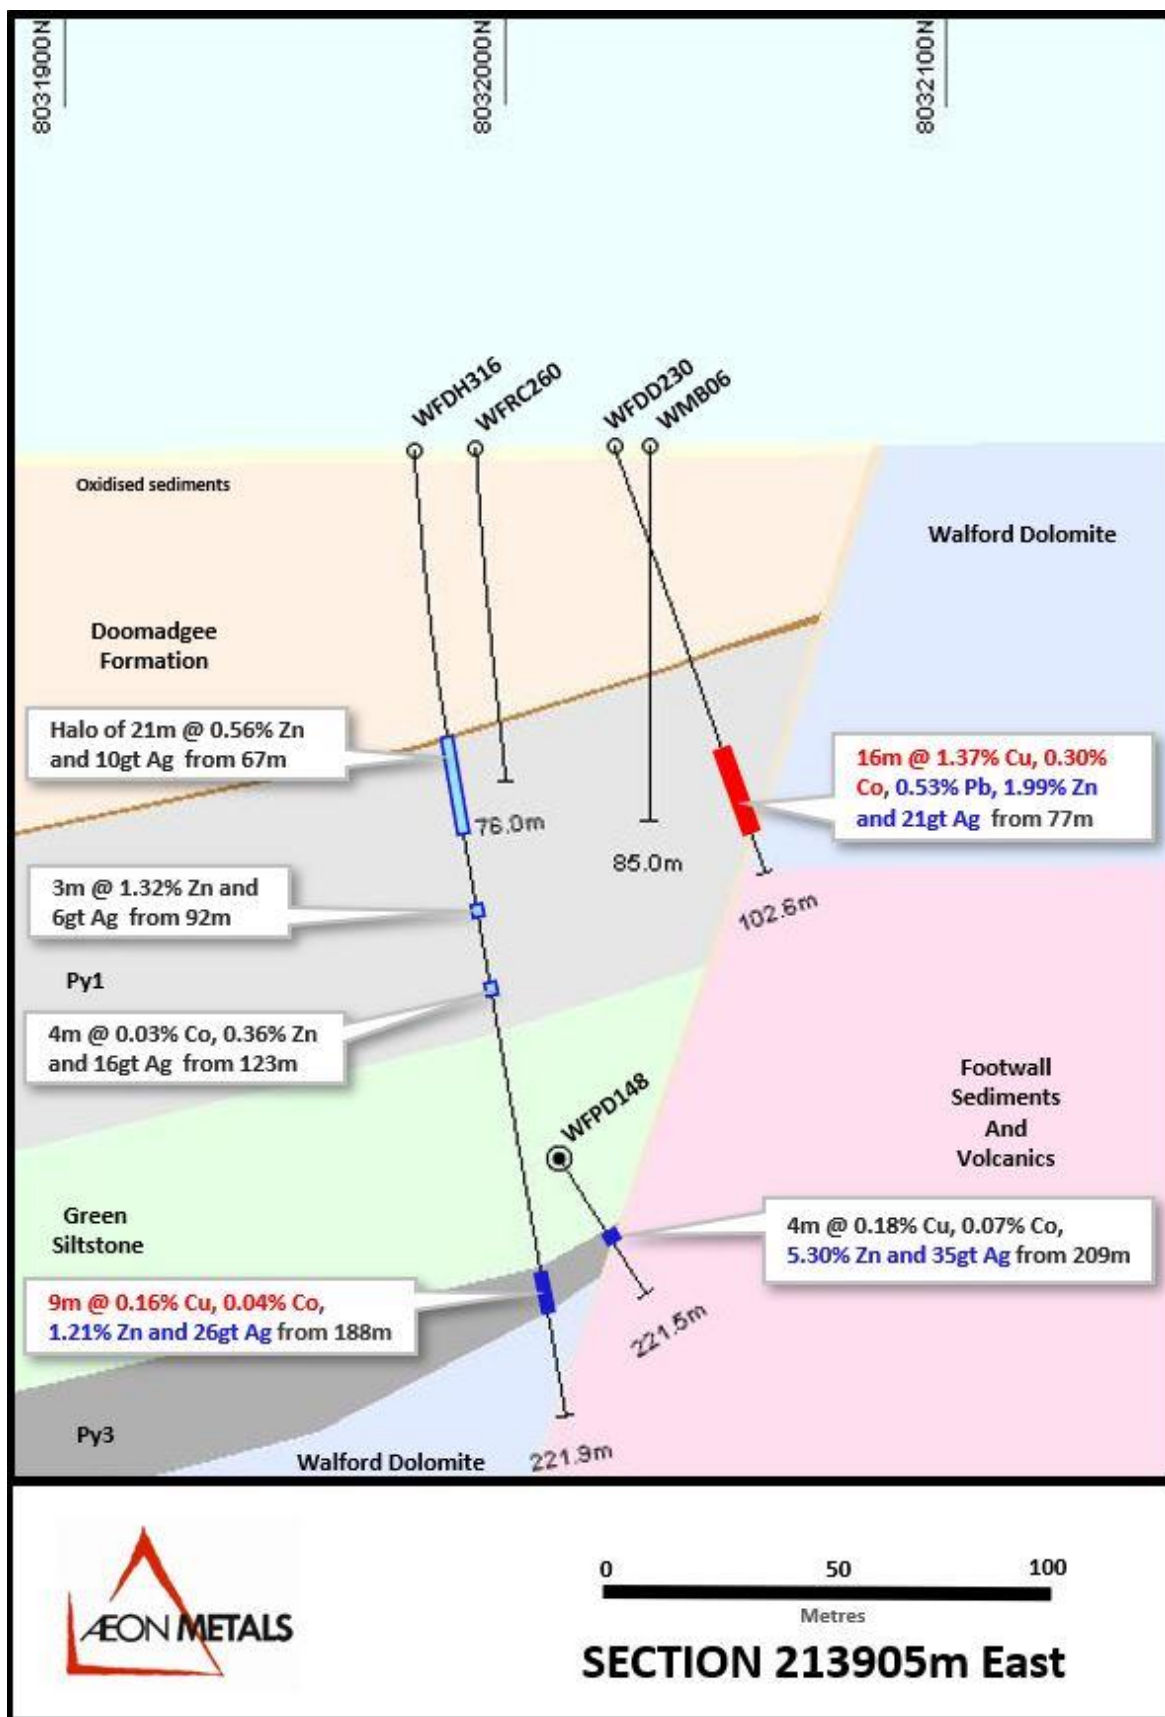 8031900N
8032000N
8032100N
WFDH316
WFRC260
WFDD230
WMB06
Oxidised sediments
Walford Dolomite
Doomadgee
Formation
Halo of 21m @ 0.56% Zn
and 10gt Ag from 67m
16m @ 1.37% Cu, 0.30%
Co, 0.53% Pb, 1.99% Zn
and 21gt Ag from 77m
76.0m
85.0m
102.6m
3m @ 1.32% Zn and
6gt Ag from 92m
Py1
4m @ 0.03% Co, 0.36% Zn
and 16gt Ag from 123m
Footwall
Sediments
And
Volcanics
WFPD148
Green
Siltstone
4m @ 0.18% Cu, 0.07% Co,
5.30% Zn and 35gt Ag from 209m
9m @ 0.16% Cu, 0.04% Co,
1.21% Zn and 26gt Ag from 188m
221.5m
Py3
Walford Dolomite
221.9m
ÆON METALS
0 50 100
Metres
SECTION 213905m East